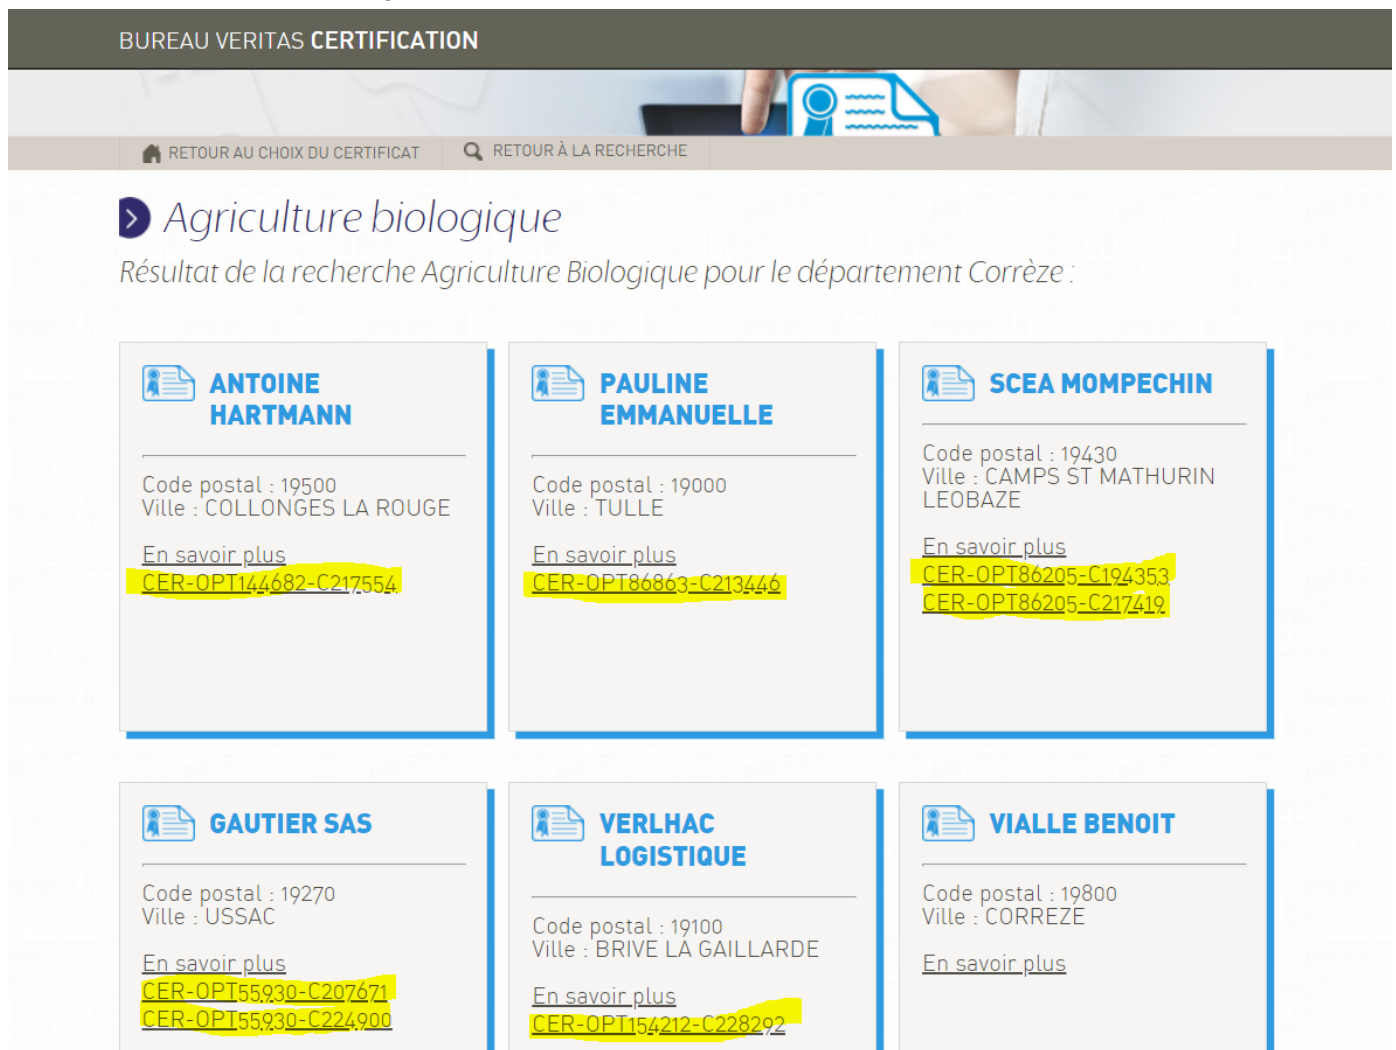 BUREAU VERITAS CERTIFICATION
RETOUR AU CHOIX DU CERTIFICAT
RETOUR À LA RECHERCHE
Agriculture biologique
Résultat de la recherche Agriculture Biologique pour le département Corrèze :
ANTOINE
HARTMANN
Code postal : 19500
Ville : COLLONGES LA ROUGE
En savoir plus
CER-OPT144682-C217554
PAULINE
EMMANUELLE
Code postal : 19000
Ville : TULLE
En savoir plus
CER-OPT86863-C213446
SCEA MOMPECHIN
Code postal : 19430
Ville : CAMPS ST MATHURIN
LEOBAZE
En savoir plus
CER-OPT86205-C194353
CER-OPT86205-C217419
GAUTIER SAS
Code postal : 19270
Ville : USSAC
En savoir plus
CER-OPT55930-C207671
CER-OPT55930-C224900
VERLHAC
LOGISTIQUE
Code postal : 19100
Ville : BRIVE LA GAILLARDE
En savoir plus
CER-OPT154212-C228292
VIALLE BENOIT
Code postal : 19800
Ville : CORREZE
En savoir plus